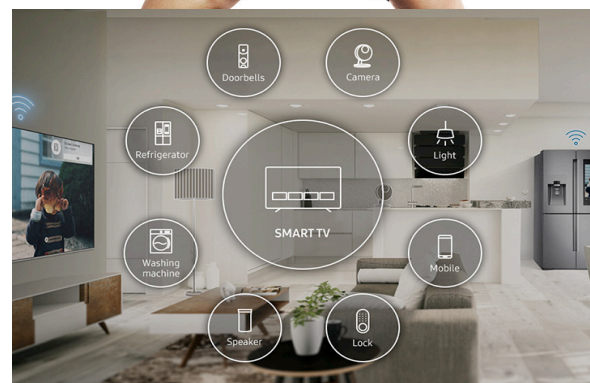 Doorbells
Camera
Refrigerator
Light
SMART TV
Washing
machine
Mobile
Speaker
Lock